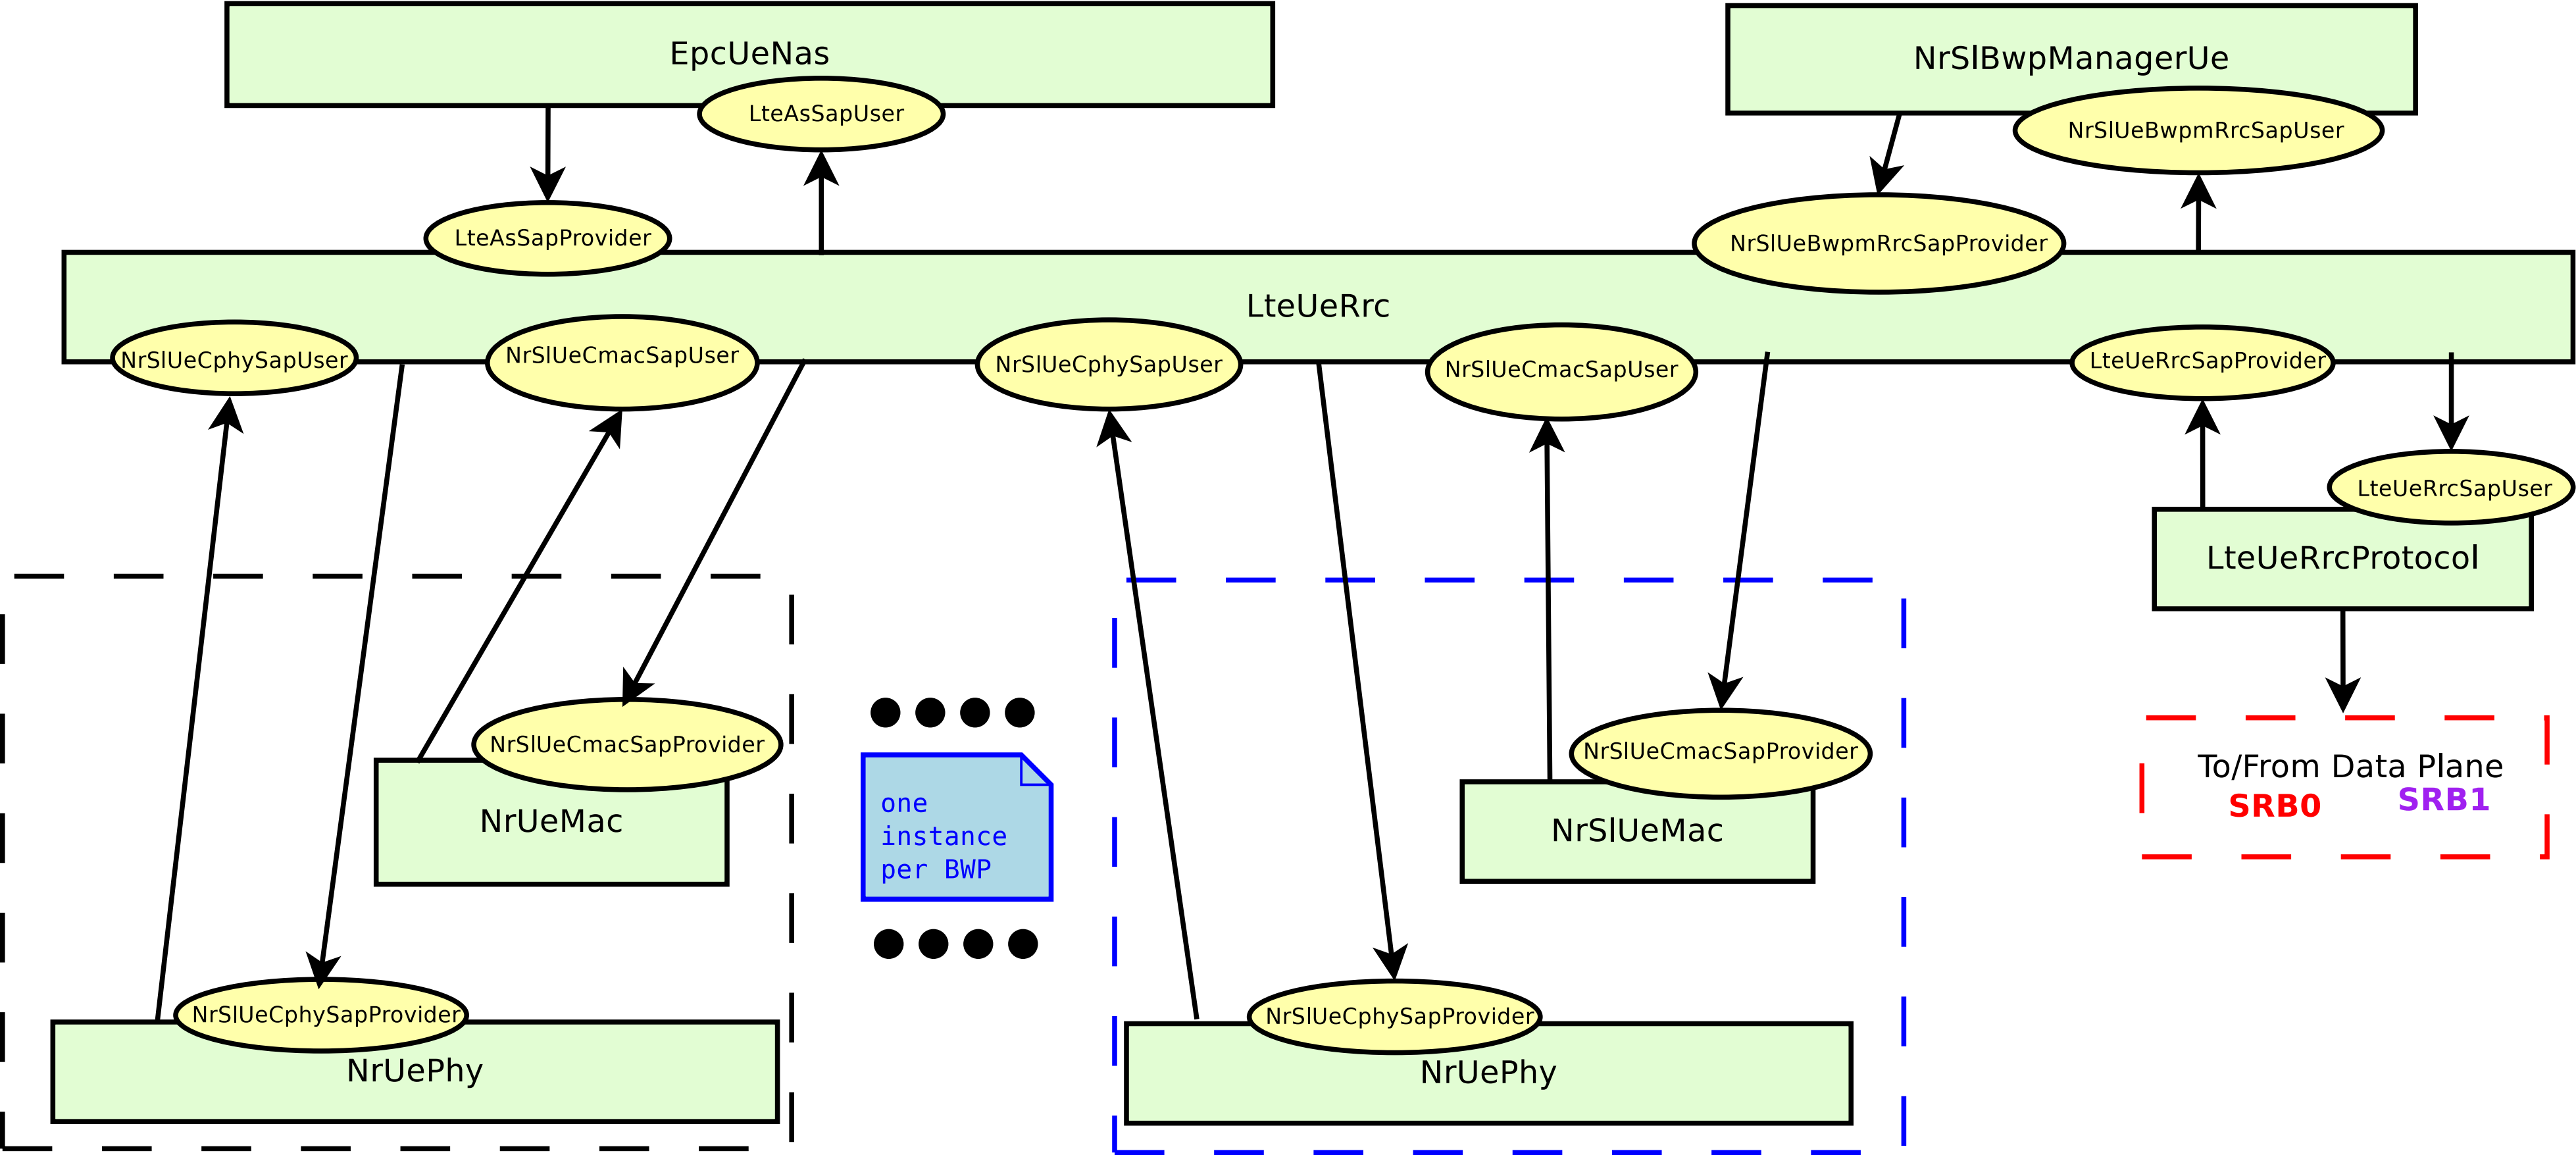 EpcUeNas
NrSlBwpManagerUe
LteAsSapUser
NrSlUeBwpmRrcSapUser
LteAsSapProvider
NrSlUeBwpmRrcSapProvider
LteUeRrc
NrSlUeCphySapUser
NrSlUeCmacSapUser
NrSlUeCphySapUser
NrSlUeCmacSapUser
LteUeRrcSapProvider
LteUeRrcSapUser
LteUeRrcProtocol
NrSlUeCmacSapProvider
NrUeMac
one
instance
per BWP
NrSlUeCmacSapProvider
NrSlUeMac
To/From Data Plane
SRB0 SRB1
NrSlUeCphySapProvider
NrUePhy
NrSlUeCphySapProvider
NrUePhy